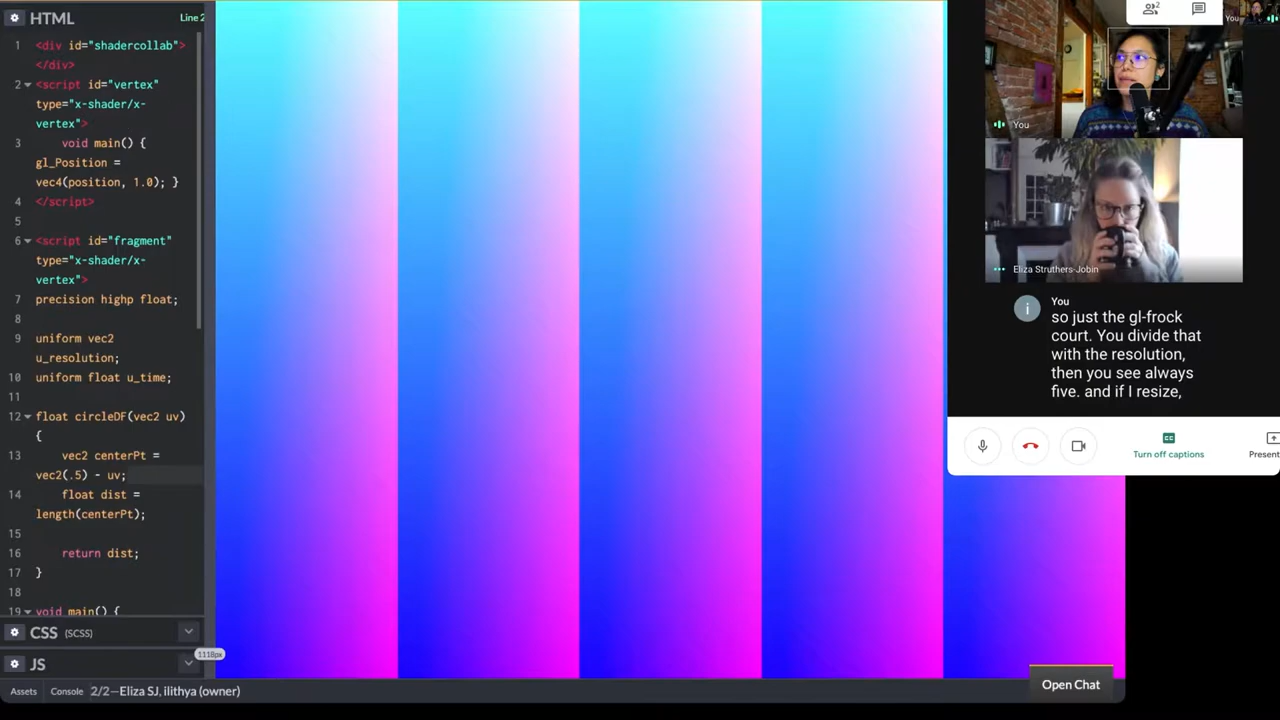 HTML
Line 2
1 <div id="shadercollab">
</div>
2 <script id="vertex"
type="x-shader/x-
vertex">
3 void main() {
gl_Position =
vec4(position, 1.0); }
4 </script>
5
6 <script id="fragment"
type="x-shader/x-
vertex">
7 precision highp float;
8
9 uniform vec2
u_resolution;
10 uniform float u_time;
11
12 float circleDF(vec2 uv)
{
13 vec2 centerPt =
vec2(.5) - uv;
14 float dist =
length(centerPt);
15
16 return dist;
17 }
18
19 void main() {
CSS (SCSS)
1118px
JS
Assets Console 2/2—Eliza SJ, ilithya (owner)
Open Chat
2
You
You
Eliza Struthers-Jobin
You
so just the gl-frock
court. You divide that
with the resolution,
then you see always
five. and if I resize,
Turn off captions
Present